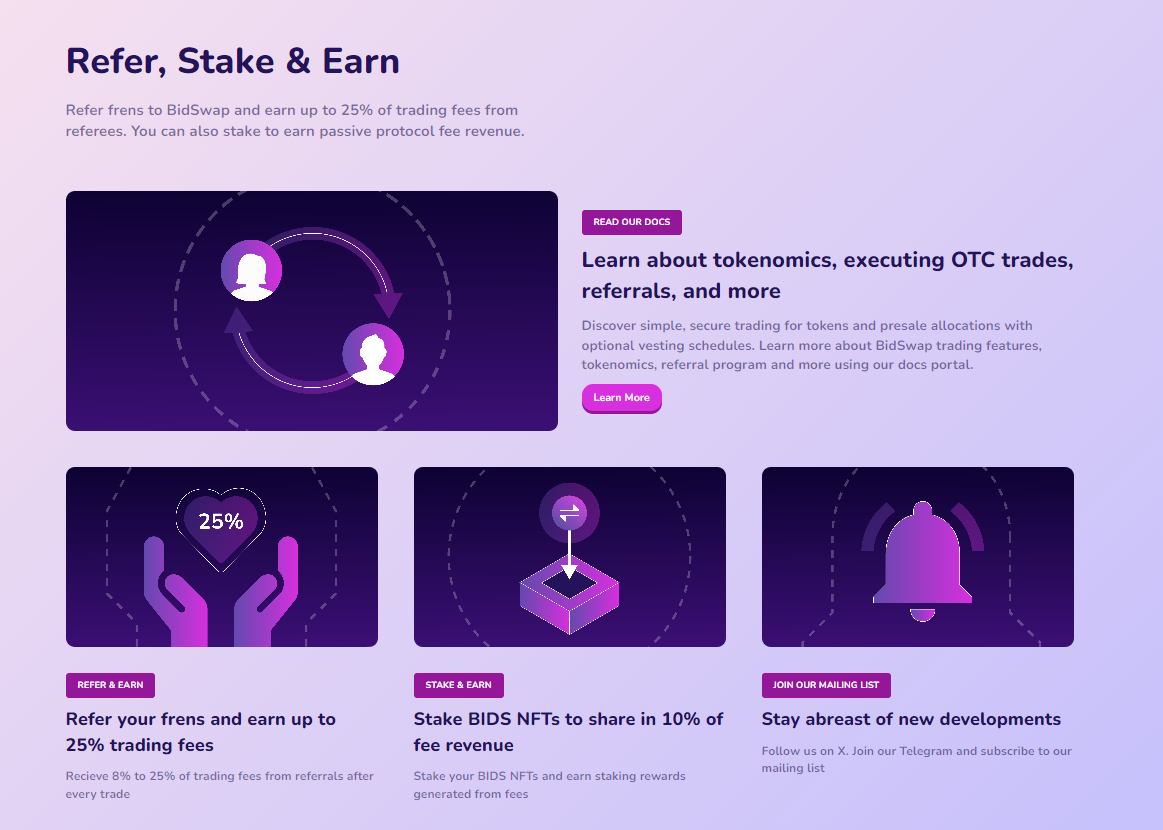 Refer, Stake & Earn
Refer frens to BidSwap and earn up to 25% of trading fees from
referees. You can also stake to earn passive protocol fee revenue.
READ OUR DOCS
Learn about tokenomics, executing OTC trades,
referrals, and more
Discover simple, secure trading for tokens and presale allocations with
optional vesting schedules. Learn more about BidSwap trading features,
tokenomics, referral program and more using our docs portal.
Learn More
25%
REFER & EARN
Refer your frens and earn up to
25% trading fees
Recieve 8% to 25% of trading fees from referrals after
every trade
STAKE & EARN
Stake BIDS NFTs to share in 10% of
fee revenue
Stake your BIDS NFTs and earn staking rewards
generated from fees
JOIN OUR MAILING LIST
Stay abreast of new developments
Follow us on X. Join our Telegram and subscribe to our
mailing list